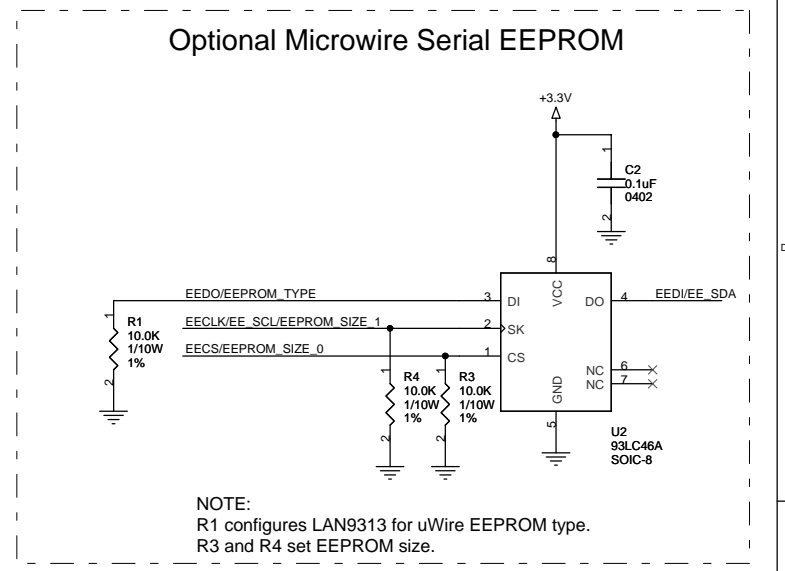 Optional Microwire Serial EEPROM
+3.3V
1
C2
0.1uF
0402
2
8
EEDO/EEPROM_TYPE
3
DI
VCC
DO
4
EEDI/EE_SDA
1
R1
10.0K
1/10W
1%
2
EECLK/EE_SCL/EEPROM_SIZE_1
2
SK
EECS/EEPROM_SIZE_0
1
CS
NC
6
NC
7
1
R4
10.0K
1/10W
1%
2
1
R3
10.0K
1/10W
1%
2
GND
5
U2
93LC46A
SOIC-8
NOTE:
R1 configures LAN9313 for uWire EEPROM type.
R3 and R4 set EEPROM size.